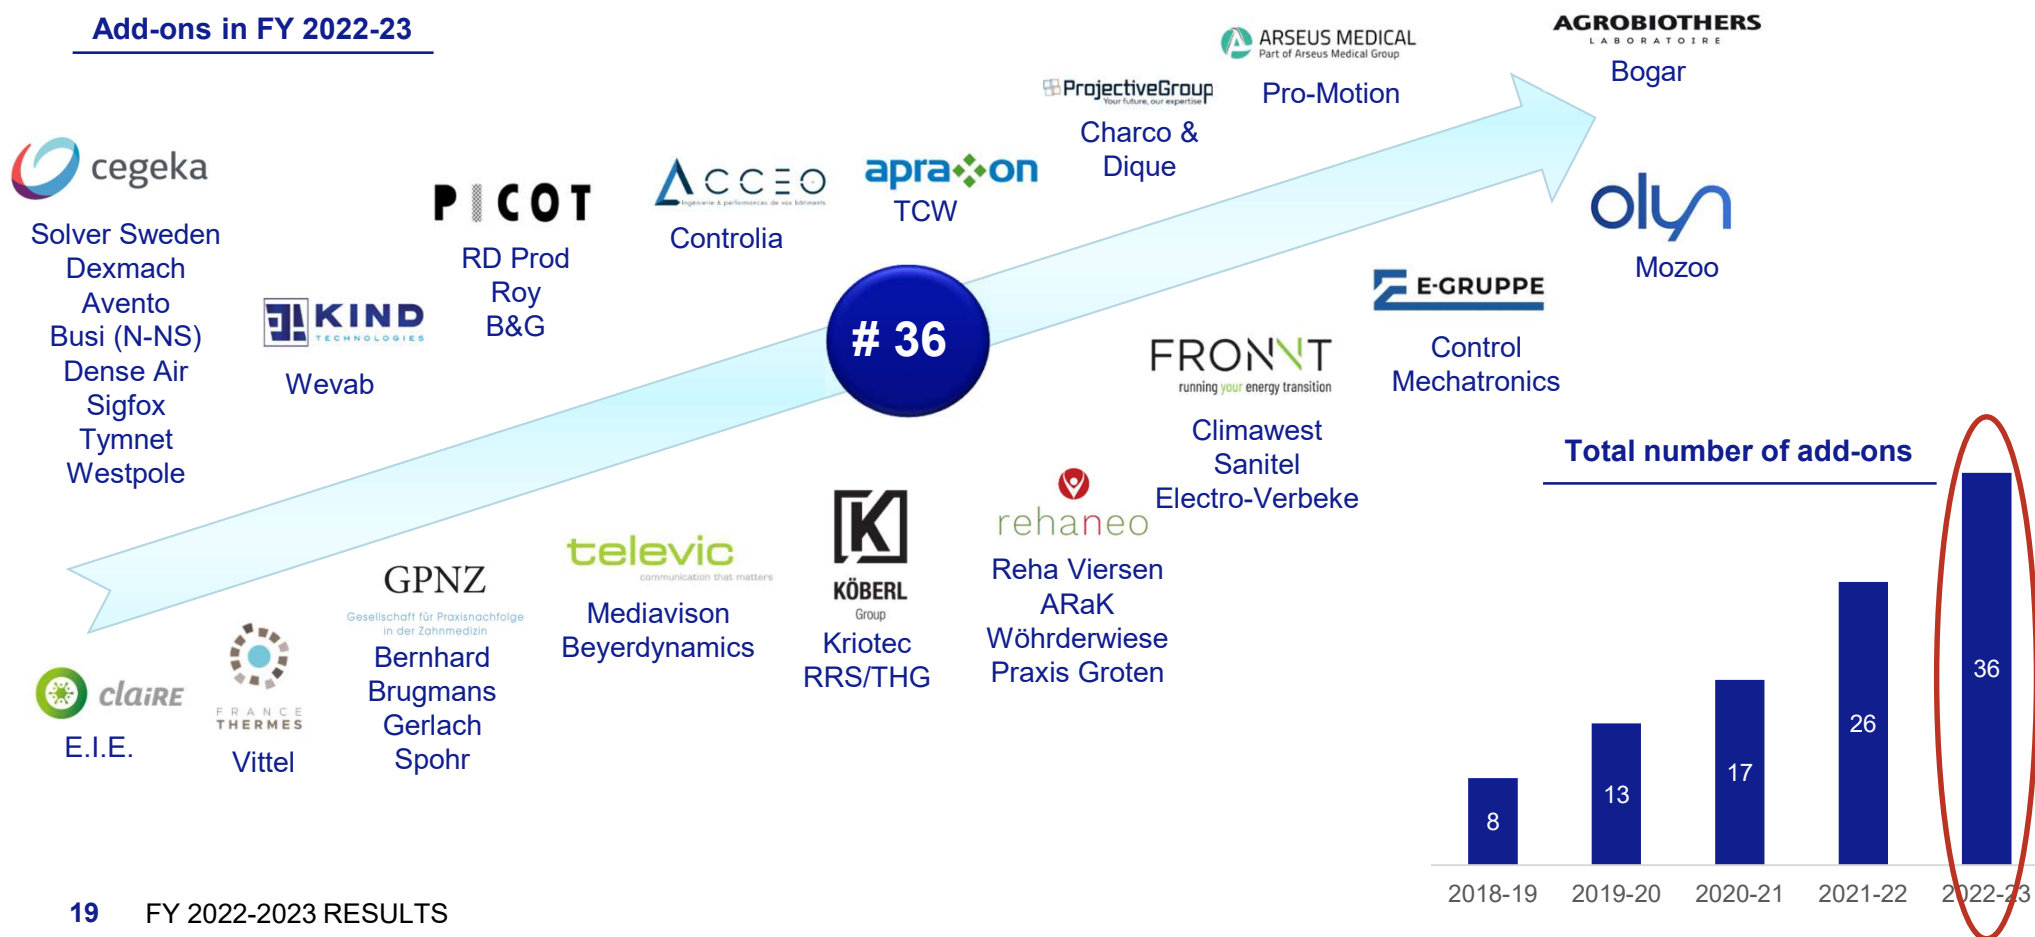 Add-ons in FY 2022-23
cegeka
Solver Sweden
Dexmach
Avento
Busi (N-NS)
Dense Air
Sigfox
Tymnet
Westpole
KIND
TECHNOLOGIES
Wevab
PICOT
RD Prod
Roy
B&G
ACCEO
Ingénierie & performances de vos bâtiments
Controlia
apraxon
TCW
ProjectiveGroup
Your future, our expertise
Charco &
Dique
ARSEUS MEDICAL
Part of Arseus Medical Group
Pro-Motion
AGROBIOTHERS
LABORATOIRE
Bogar
olyn
Mozoo
# 36
E-GRUPPE
Control
Mechatronics
FRONNT
running your energy transition
Climawest
Sanitel
Electro-Verbeke
claiRE
E.I.E.
FRANCE
THERMES
Vittel
GPNZ
Gesellschaft für Praxisnachfolge
in der Zahnmedizin
Bernhard
Brugmans
Gerlach
Spohr
televic
communication that matters
Mediavison
Beyerdynamics
K
KÖBERL
Group
Kriotec
RRS/THG
rehaneo
Reha Viersen
ARaK
Wöhrderwiese
Praxis Groten
Total number of add-ons
8
13
17
26
36
2018-19 2019-20 2020-21 2021-22 2022-23
19 FY 2022-2023 RESULTS